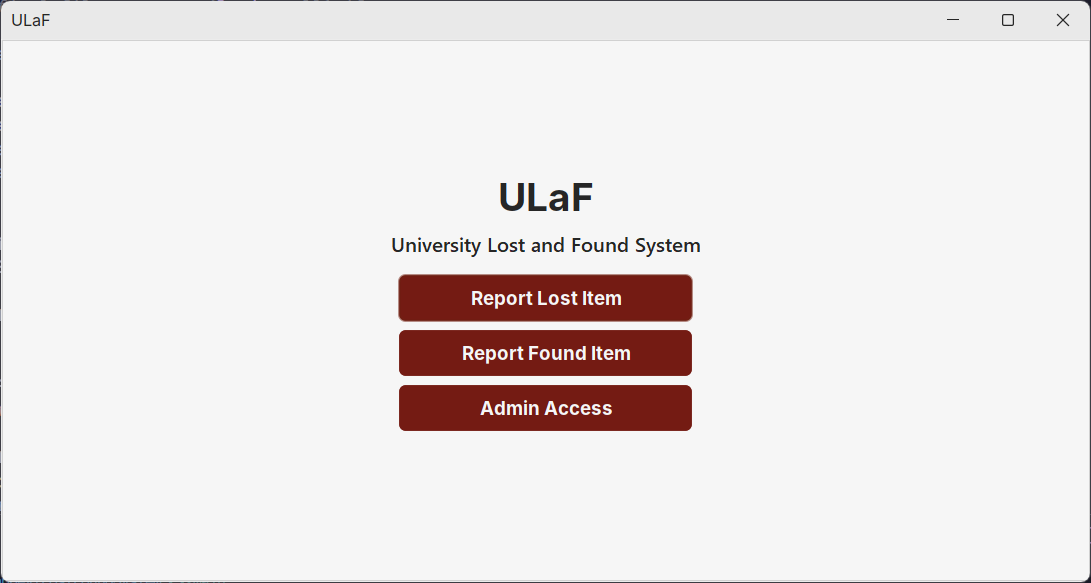 ULaF
ULaF
University Lost and Found System
Report Lost Item
Report Found Item
Admin Access